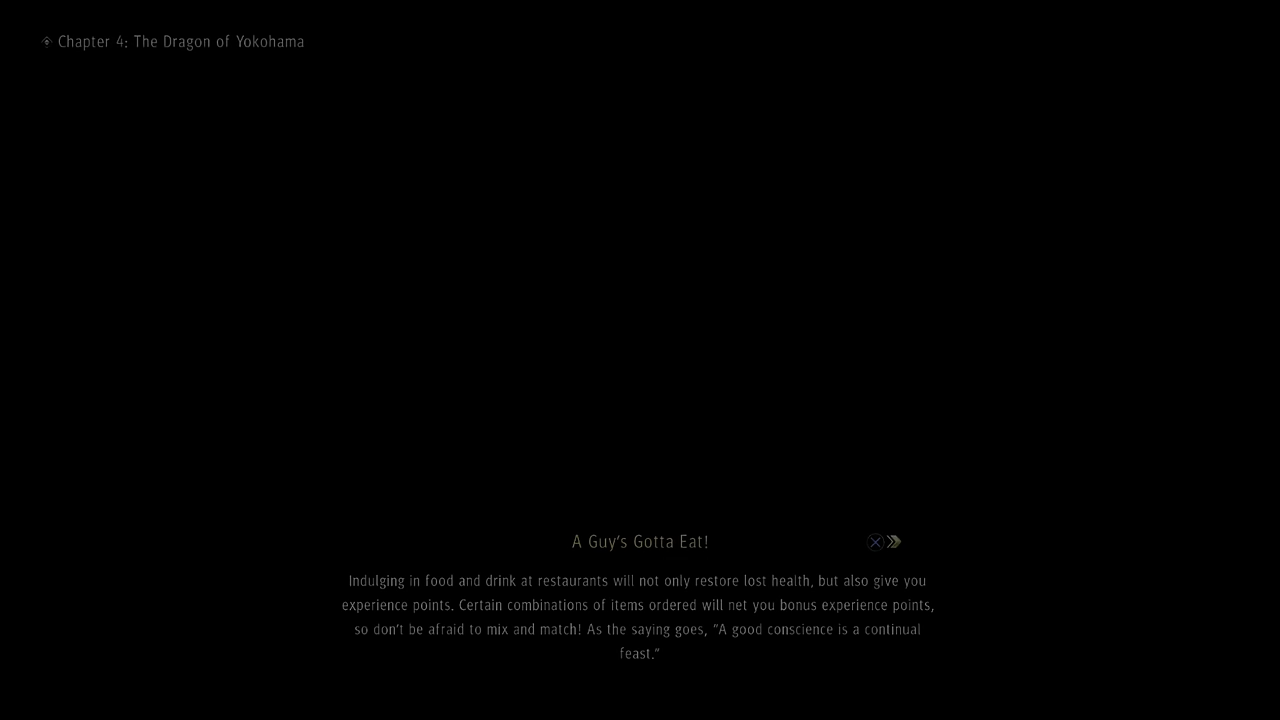 Chapter 4: The Dragon of Yokohama
A Guy's Gotta Eat!
Indulging in food and drink at restaurants will not only restore lost health, but also give you
experience points. Certain combinations of items ordered will net you bonus experience points,
so don't be afraid to mix and match! As the saying goes, "A good conscience is a continual
feast."